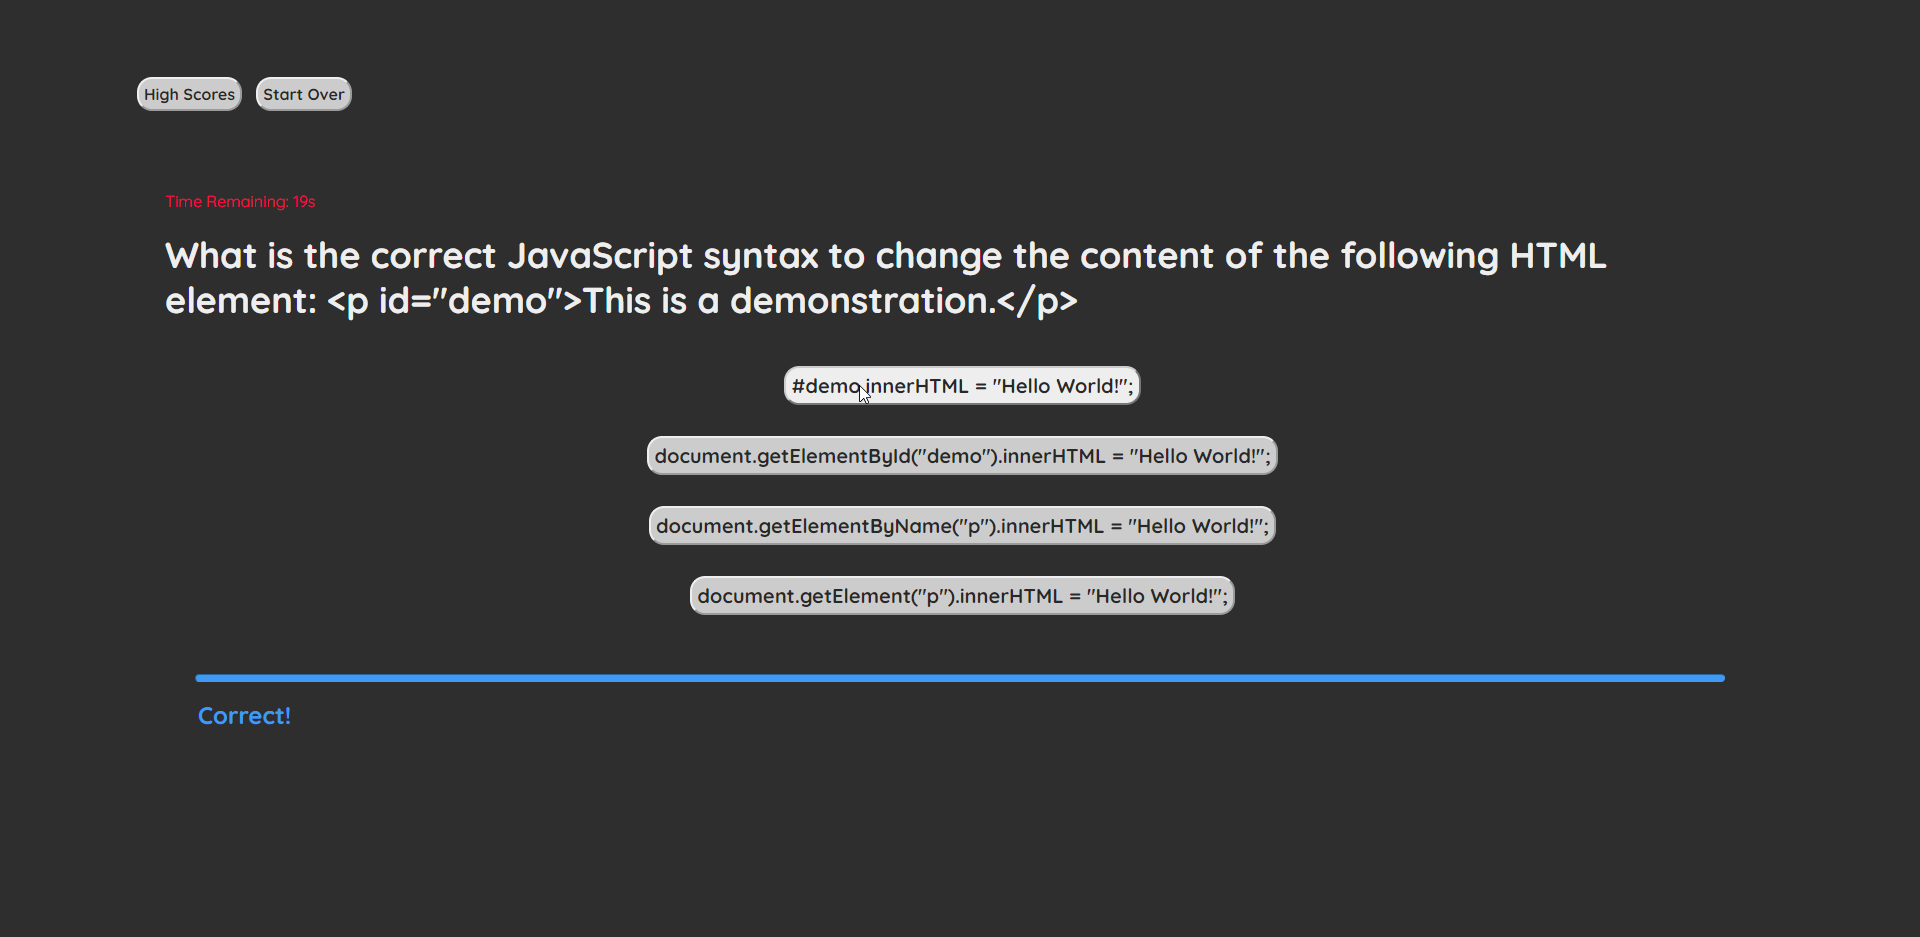 High Scores Start Over
Time Remaining: 19s
What is the correct JavaScript syntax to change the content of the following HTML
element: <p id="demo">This is a demonstration.</p>
#demo.innerHTML = "Hello World!";
document.getElementById("demo").innerHTML = "Hello World!";
document.getElementByName("p").innerHTML = "Hello World!";
document.getElement("p").innerHTML = "Hello World!";
Correct!